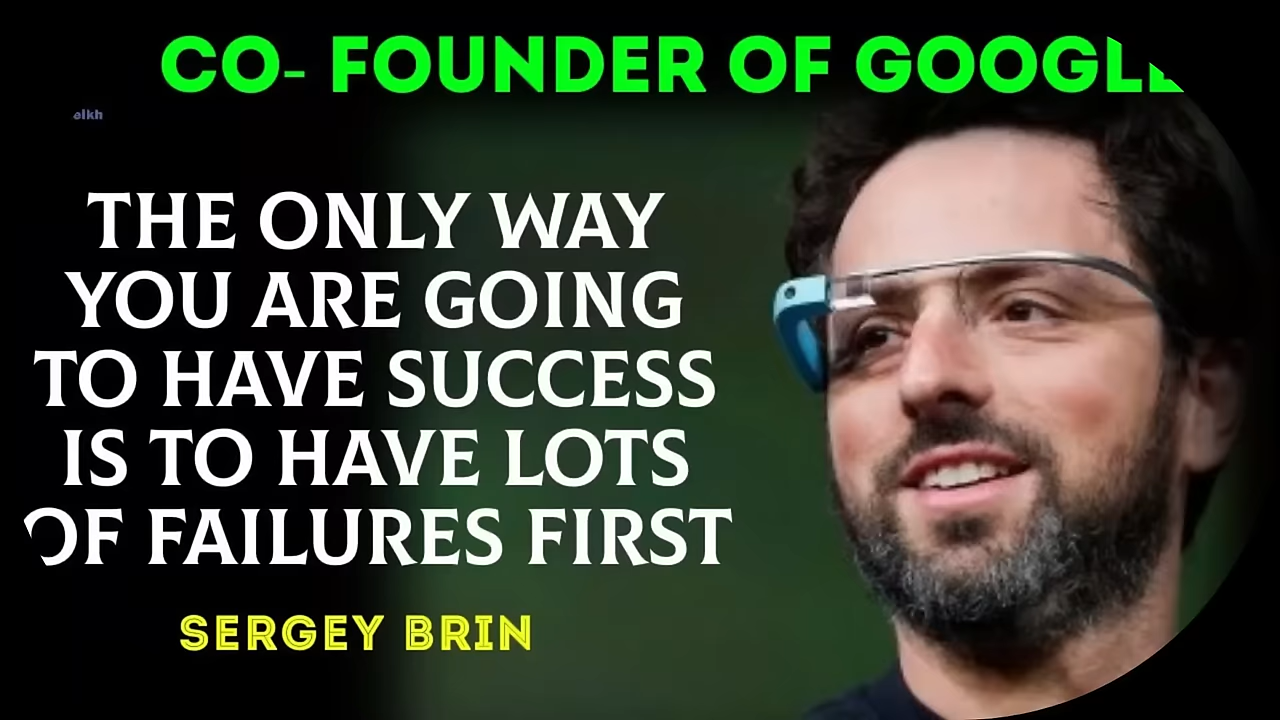 CO- FOUNDER OF GOOGLE
elkh
THE ONLY WAY
YOU ARE GOING
TO HAVE SUCCESS
IS TO HAVE LOTS
OF FAILURES FIRST
SERGEY BRIN